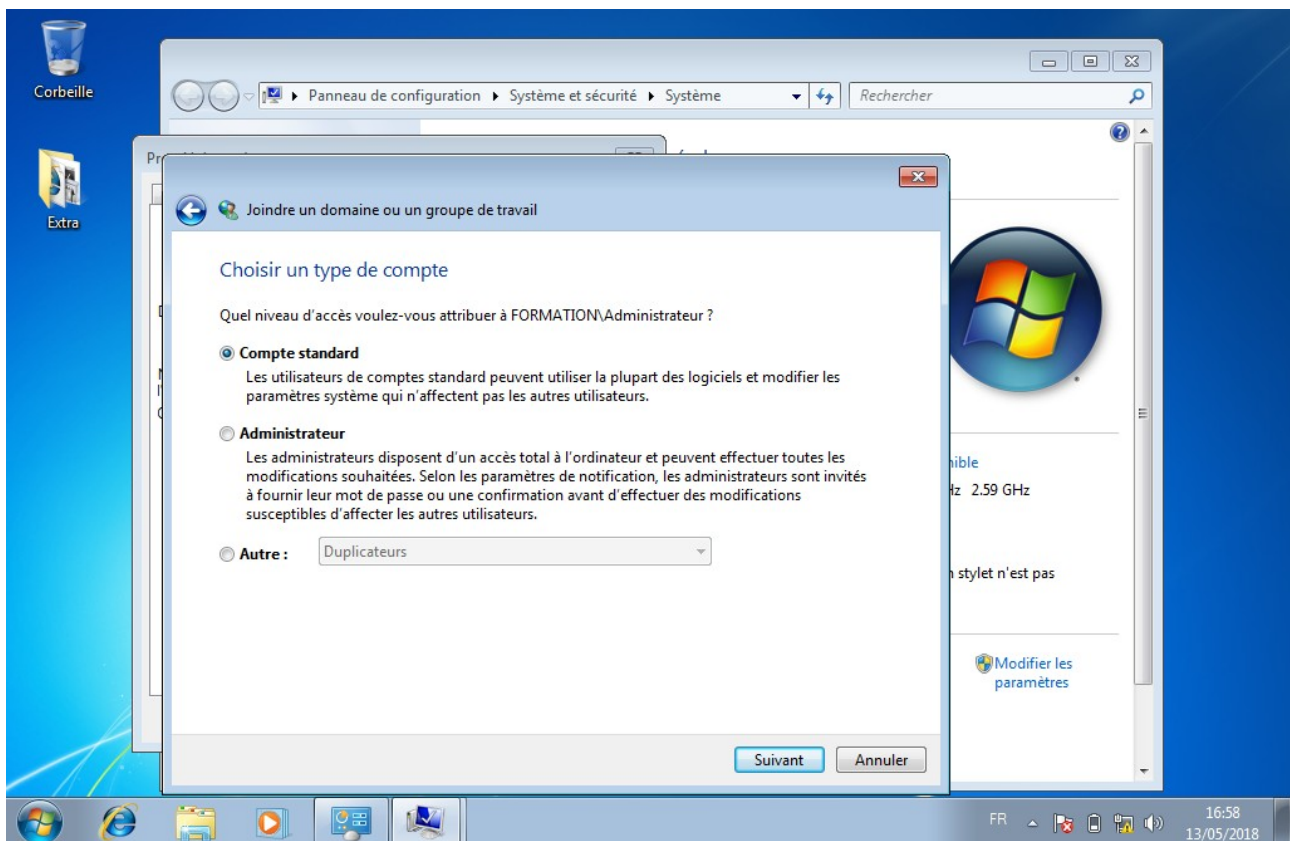 Corbeille
Extra
Panneau de configuration ▸ Système et sécurité ▸ Système
Rechercher
Joindre un domaine ou un groupe de travail
Choisir un type de compte
Quel niveau d'accès voulez-vous attribuer à FORMATION\Administrateur ?
Compte standard
Les utilisateurs de comptes standard peuvent utiliser la plupart des logiciels et modifier les
paramètres système qui n'affectent pas les autres utilisateurs.
Administrateur
Les administrateurs disposent d'un accès total à l'ordinateur et peuvent effectuer toutes les
modifications souhaitées. Selon les paramètres de notification, les administrateurs sont invités
à fournir leur mot de passe ou une confirmation avant d'effectuer des modifications
susceptibles d'affecter les autres utilisateurs.
Autre :
Duplicateurs
Suivant
Annuler
nible
Hz 2.59 GHz
n stylet n'est pas
Modifier les
paramètres
FR
16:58
13/05/2018